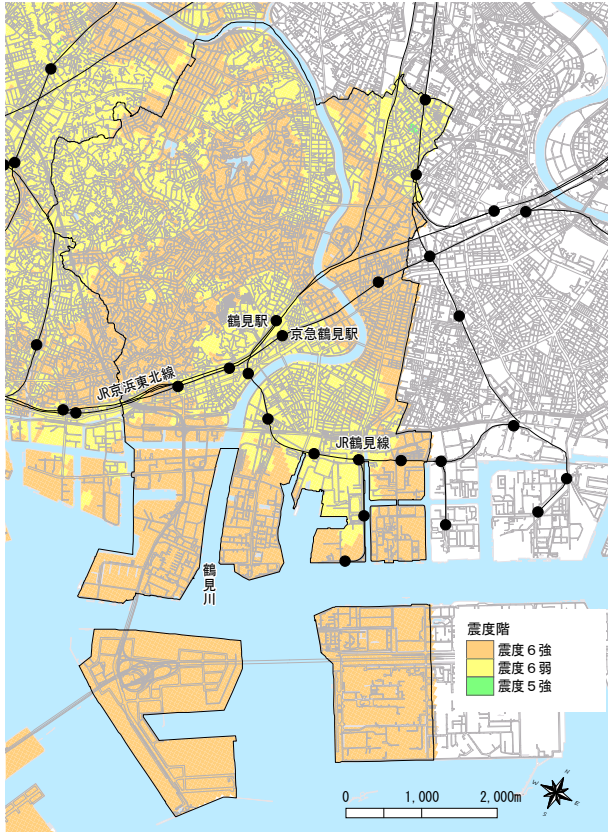 鶴見駅
京急鶴見駅
JR京浜東北線
JR鶴見線
鶴見川
震度階
震度６強
震度６弱
震度５強
N
W
E
S
0 1,000 2,000m